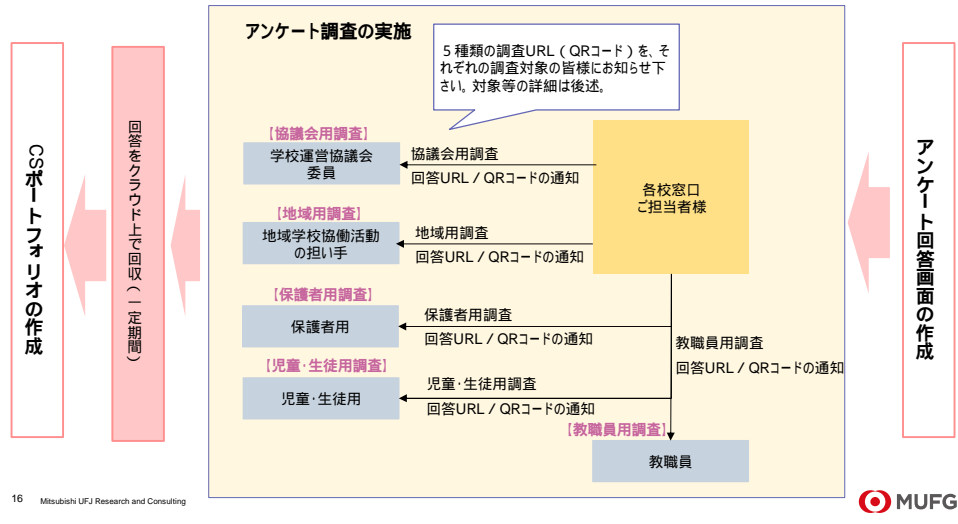 アンケート調査の実施
５種類の調査URL（QRコード）を、そ
れぞれの調査対象の皆様にお知らせ下
さい。対象等の詳細は後述。
【協議会用調査】
学校運営協議会
委員
協議会用調査
回答URL／QRコードの通知
各校窓口
ご担当者様
【地域用調査】
地域学校協働活動
の担い手
地域用調査
回答URL／QRコードの通知
【保護者用調査】
保護者用
保護者用調査
回答URL／QRコードの通知
教職員用調査
回答URL／QRコードの通知
【児童・生徒用調査】
児童・生徒用
児童・生徒用調査
回答URL／QRコードの通知
【教職員用調査】
教職員
アンケート回答画面の作成
回答をクラウド上で回収（一定期間）
CSポートフォリオの作成
16 Mitsubishi UFJ Research and Consulting
MUFG